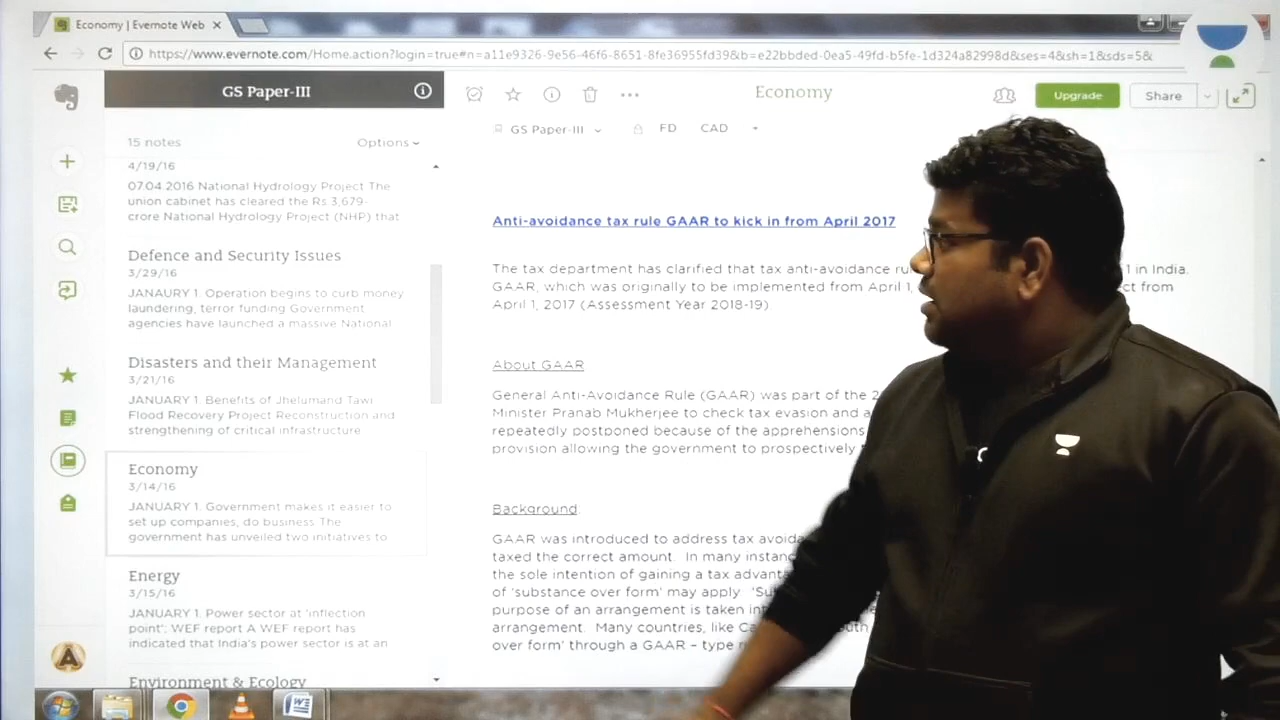 Economy | Evernote Web
https://www.evernote.com/Home.action?login=true#n=a11e9326-9e56-46f6-8651-8fe36955fd39&b=e22bbded-0ea5-49fd-b5fe-1d324a82998d&ses=4&sh=1&sds=5&
GS Paper-III
Economy
Upgrade
Share
GS Paper-III
FD
CAD
15 notes
Options
4/19/16
07.04.2016 National Hydrology Project The
union cabinet has cleared the Rs 3,679-
crore National Hydrology Project (NHP) that
Defence and Security Issues
3/29/16
JANAURY 1. Operation begins to curb money
laundering, terror funding Government
agencies have launched a massive National
Disasters and their Management
3/21/16
JANUARY 1. Benefits of Jhelumand Tawi
Flood Recovery Project Reconstruction and
strengthening of critical infrastructure
Economy
3/14/16
JANUARY 1. Government makes it easier to
set up companies, do business The
government has unveiled two initiatives to
Energy
3/15/16
JANUARY 1. Power sector at 'inflection
point'; WEF report A WEF report has
indicated that India's power sector is at an
Environment & Ecology
Anti-avoidance tax rule GAAR to kick in from April 2017
The tax department has clarified that tax anti-avoidance 1 in India.
GAAR, which was originally to be implemented from April 1, from
April 1, 2017 (Assessment Year 2018-19)
About GAAR
General Anti-Avoidance Rule (GAAR) was part of the
Minister Pranab Mukherjee to check tax evasion and
repeatedly postponed because of the apprehensions
provision allowing the government to prospectively
Background:
GAAR was introduced to address tax
taxed the correct amount. In many
the sole intention of gaining a tax
of 'substance over form' may apply.
purpose of an arrangement is taken
arrangement. Many countries, like
over form' through a GAAR – type